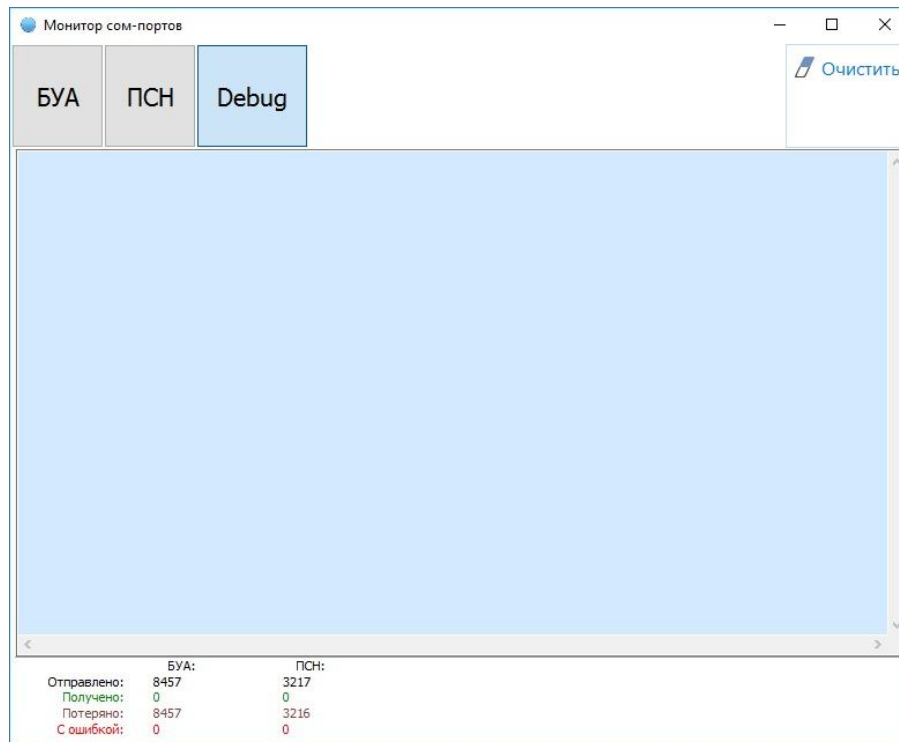 Монитор сом-портов
БУА ПСН Debug
Очистить
БУА: ПСН:
Отправлено: 8457 3217
Получено: 0 0
Потеряно: 8457 3216
С ошибкой: 0 0